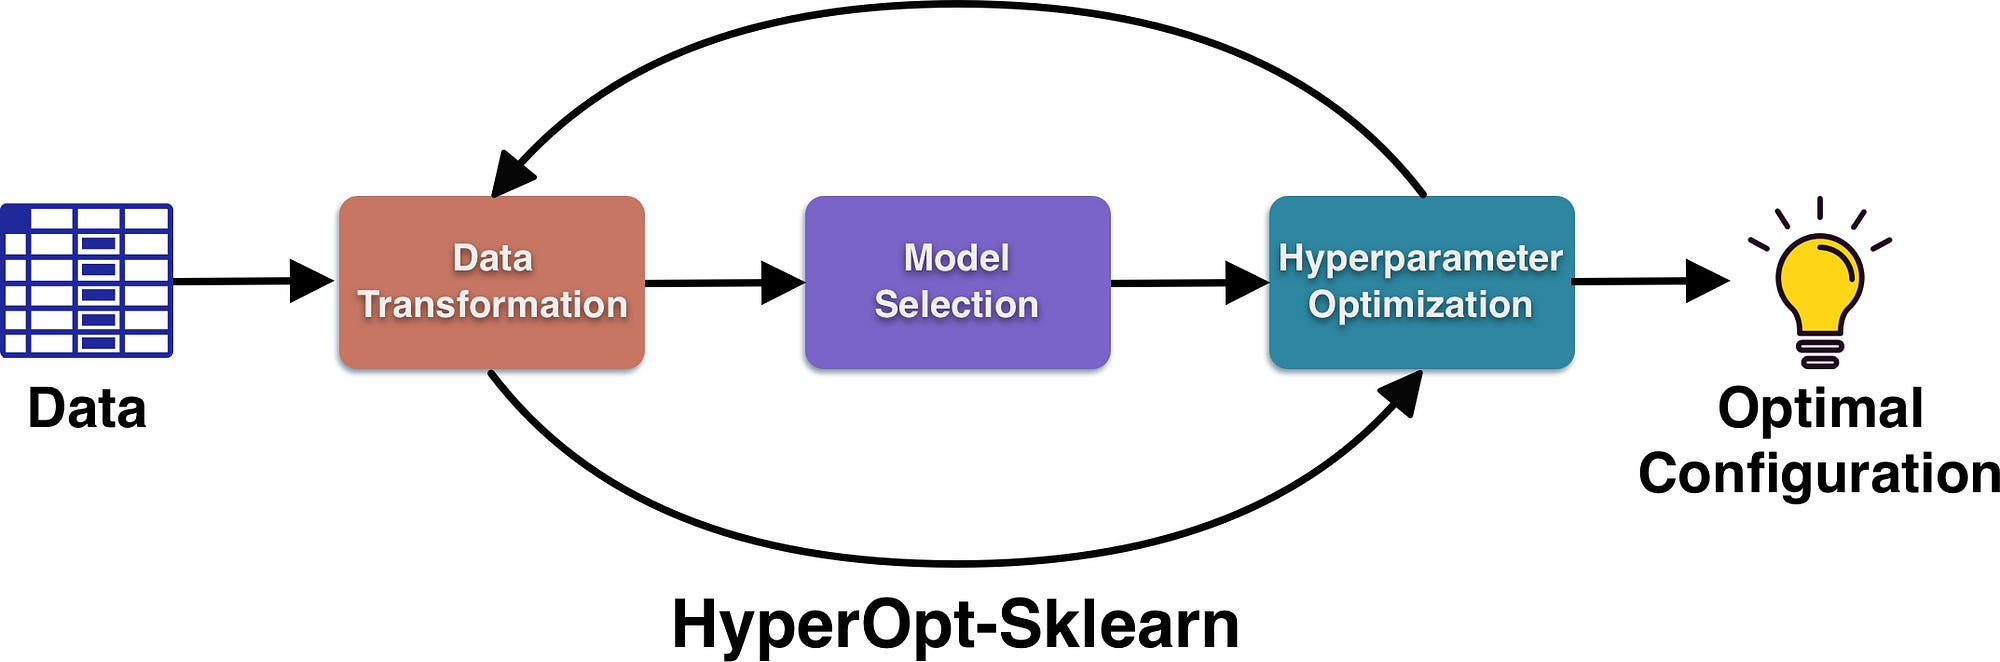 Data
Transformation
Model
Selection
Hyperparameter
Optimization
Data
Optimal
Configuration
HyperOpt-Sklearn